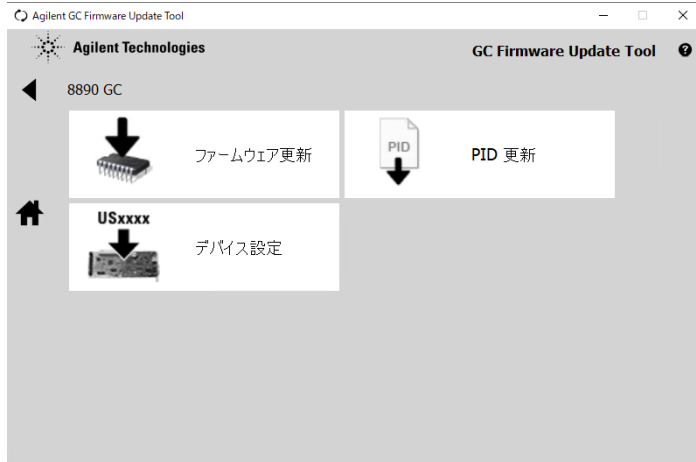 Agilent GC Firmware Update Tool
Agilent Technologies
GC Firmware Update Tool
8890 GC
ファームウェア更新
PID
PID 更新
USxxxx
デバイス設定